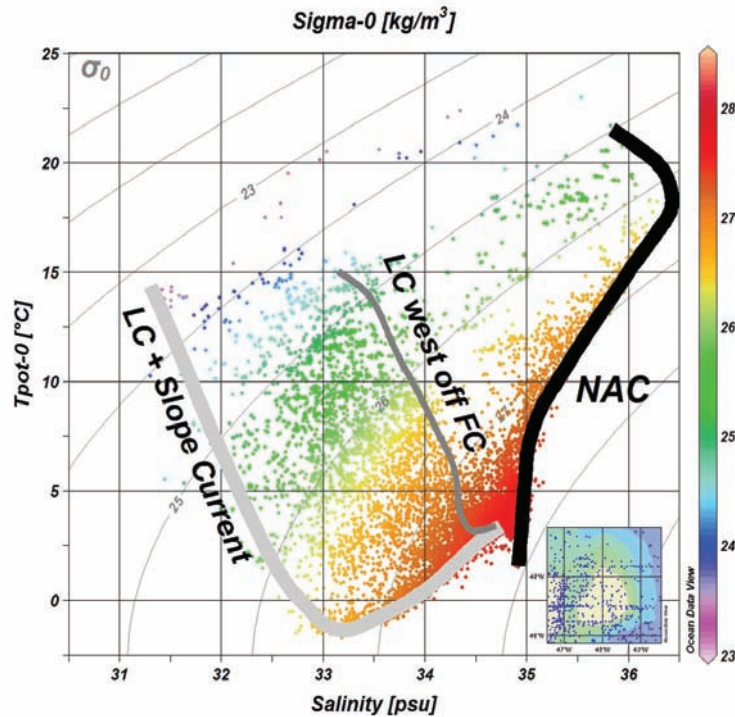 Sigma-0 [kg/m³]
σ₀
25
20
15
10
5
0
Tpot-0 [°C]
31
32
33
34
35
36
Salinity [psu]
23
24
25
26
27
LC + Slope Current
LC west off FC
NAC
28
27
26
25
24
23
Ocean Data View
47°W
45°W
43°W